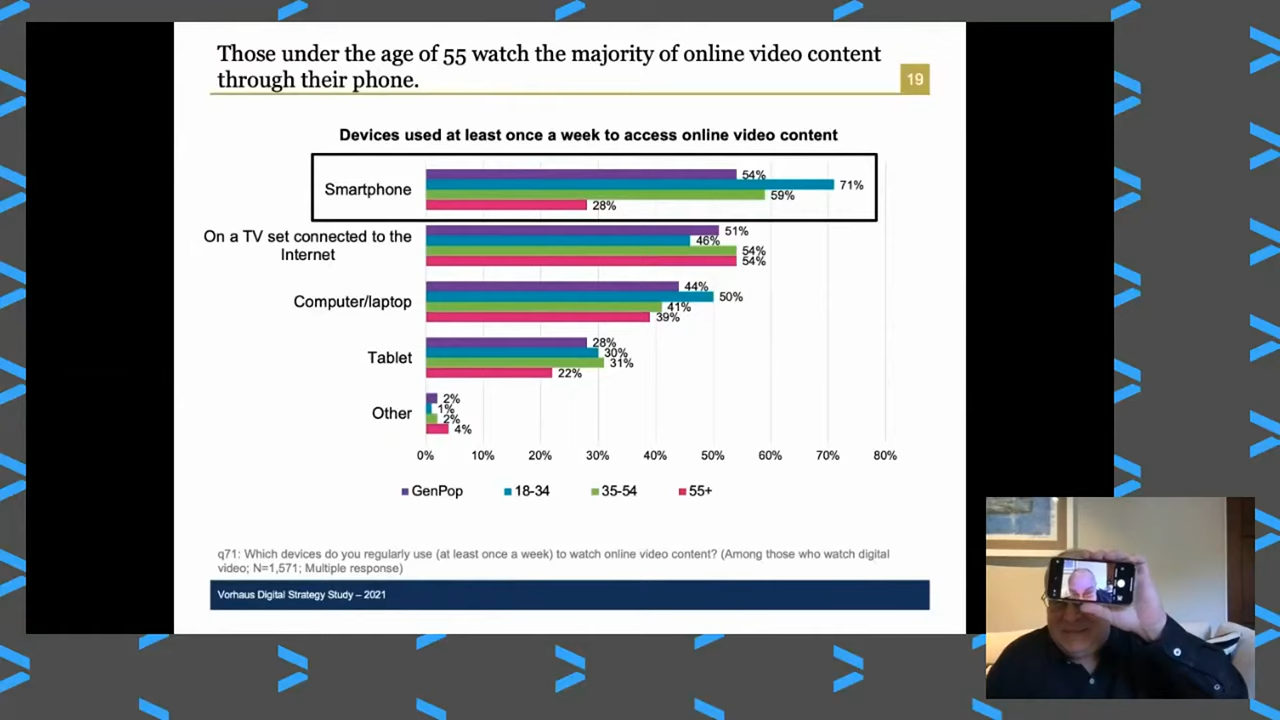 Those under the age of 55 watch the majority of online video content
through their phone.
19
Devices used at least once a week to access online video content
Smartphone
54%
71%
59%
28%
On a TV set connected to the
Internet
51%
46%
54%
54%
Computer/laptop
44%
50%
41%
39%
Tablet
28%
30%
31%
22%
Other
2%
1%
2%
4%
0% 10% 20% 30% 40% 50% 60% 70% 80%
GenPop 18-34 35-54 55+
q71: Which devices do you regularly use (at least once a week) to watch online video content? (Among those who watch digital
video; N=1,571; Multiple response)
Vorhaus Digital Strategy Study – 2021